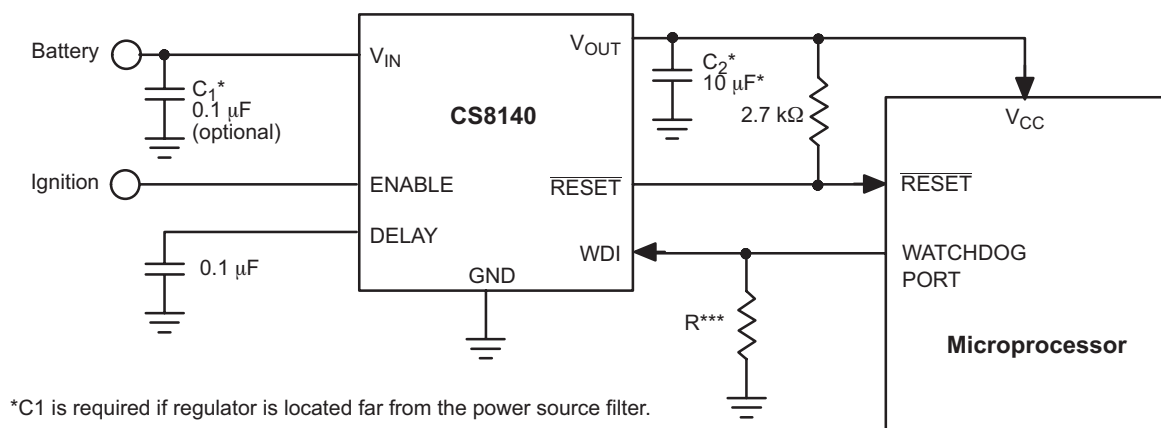 Battery
V_IN
V_OUT
C_1*
0.1 μF
(optional)
C_2*
10 μF*
CS8140
2.7 kΩ
V_CC
Ignition
ENABLE
RESET
RESET
DELAY
0.1 μF
WDI
WATCHDOG
PORT
GND
R***
Microprocessor
*C1 is required if regulator is located far from the power source filter.